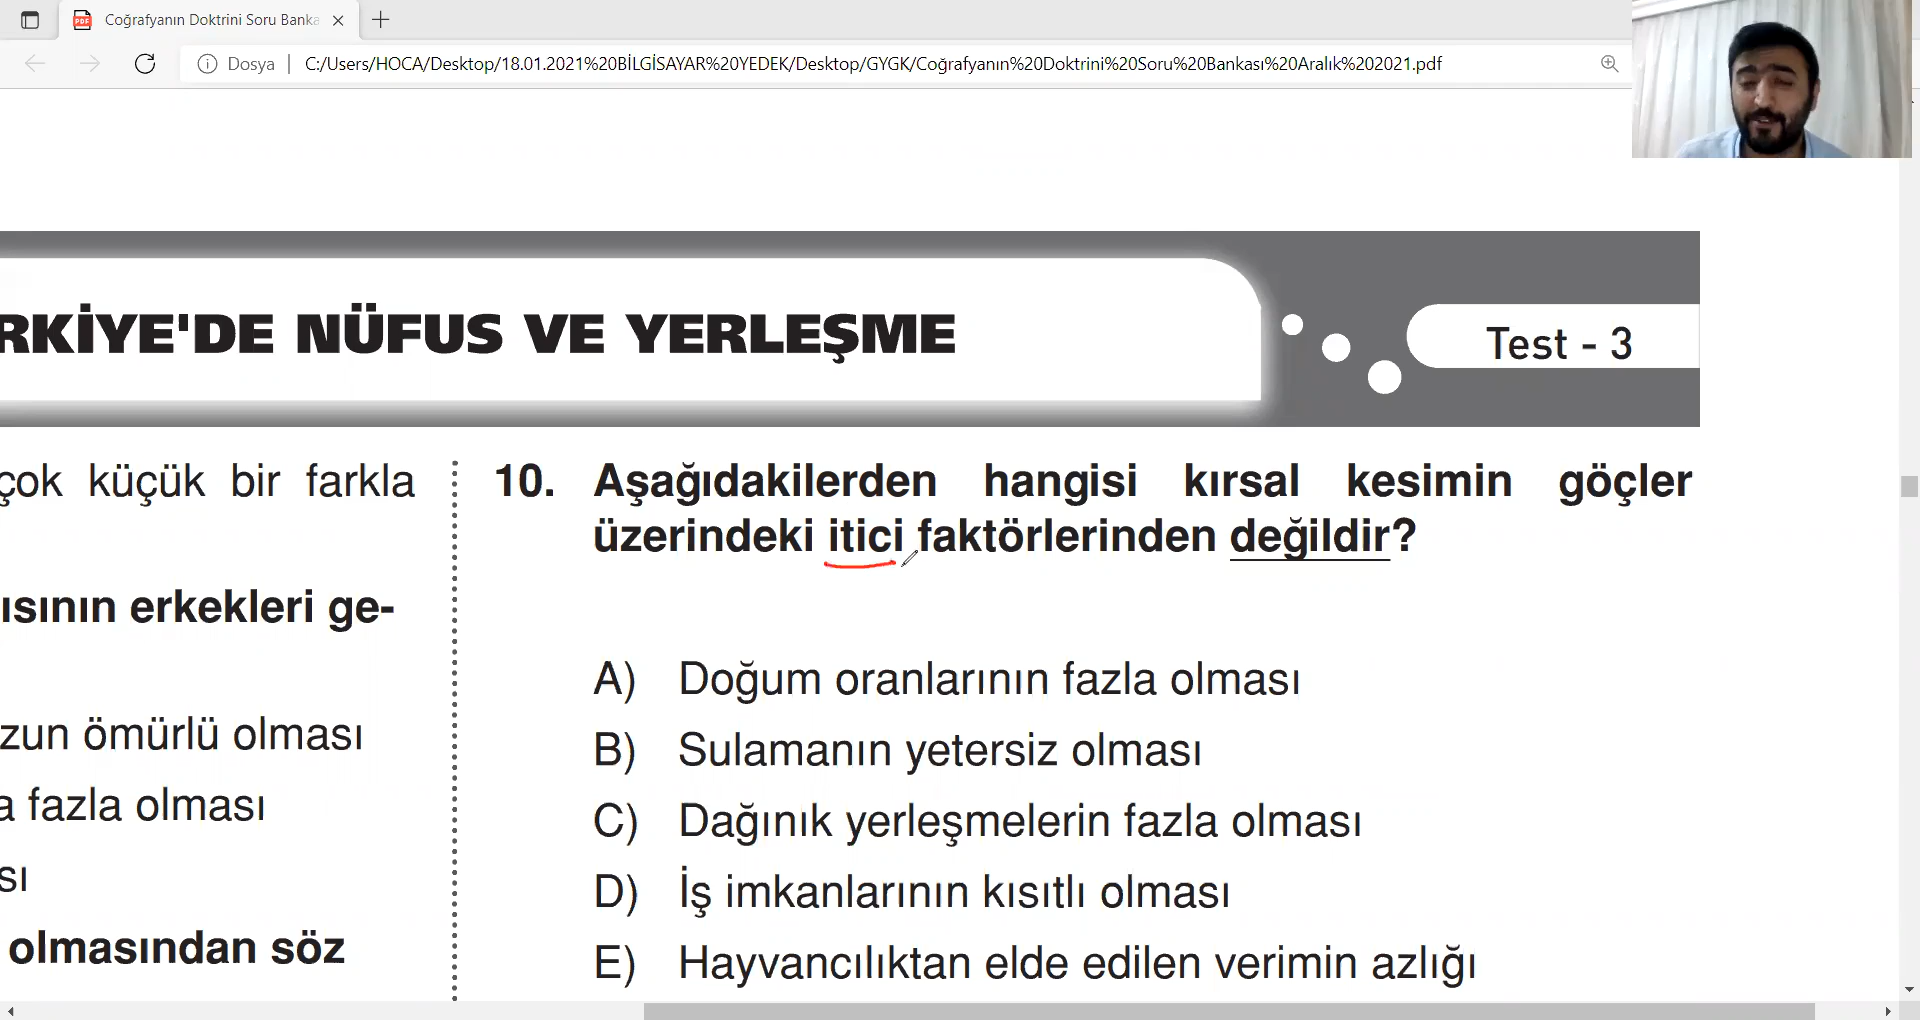 Coğrafyanın Doktrini Soru Banka
Dosya
C:/Users/HOCA/Desktop/18.01.2021%20BİLGİSAYAR%20YEDEK/Desktop/GYGK/Coğrafyanın%20Doktrini%20Soru%20Bankası%20Aralık%202021.pdf
RKİYE'DE NÜFUS VE YERLEŞME
Test - 3
çok küçük bir farkla
ısının erkekleri ge-
zun ömürlü olması
a fazla olması
sı
olmasından söz
10. Aşağıdakilerden hangisi kırsal kesimin göçler
üzerindeki itici faktörlerinden değildir?
A) Doğum oranlarının fazla olması
B) Sulamanın yetersiz olması
C) Dağınık yerleşmelerin fazla olması
D) İş imkanlarının kısıtlı olması
E) Hayvancılıktan elde edilen verimin azlığı